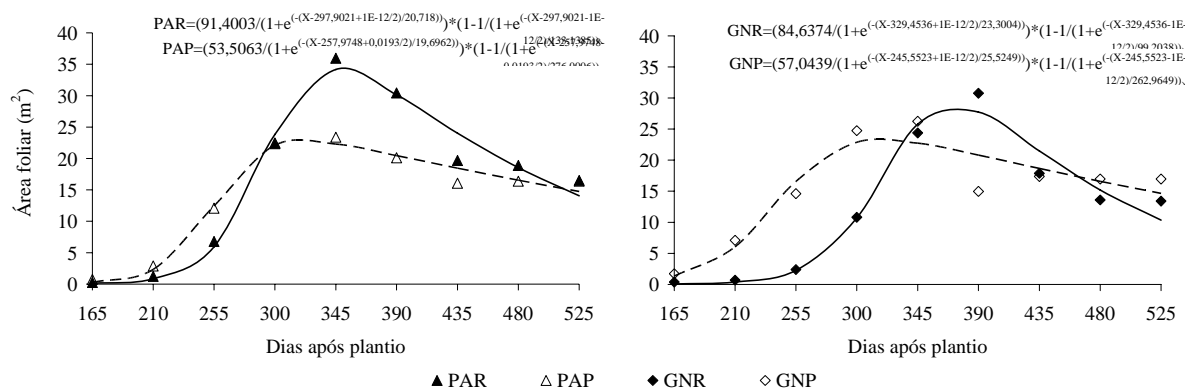 PAR=(91,4003/(1+e(-(X-297,9021+1E-12/2)/20,718))*(1-1/(1+e(-(X-297,9021-1E-
PAP=(53,5063/(1+e(-(X-257,9748+0,0193/2)/19,6962))*(1-1/(1+e
40
35
30
25
20
15
10
5
0
Área foliar (m2)
165 210 255 300 345 390 435 480 525
Dias após plantio
GNR=(84,6374/(1+e(-(X-329,4536+1E-12/2)/23,3004))*(1-1/(1+e(-(X-329,4536-1E-
12/2)/99,2038)
GNP=(57,0439/(1+e(-(X-245,5523+1E-12/2)/25,5249))*(1-1/(1+e(-(X-245,5523-1E-
12/2)/262,9649))
40
35
30
25
20
15
10
5
0
165 210 255 300 345 390 435 480 525
Dias após plantio
▲ PAR △ PAP ◆ GNR ◇ GNP